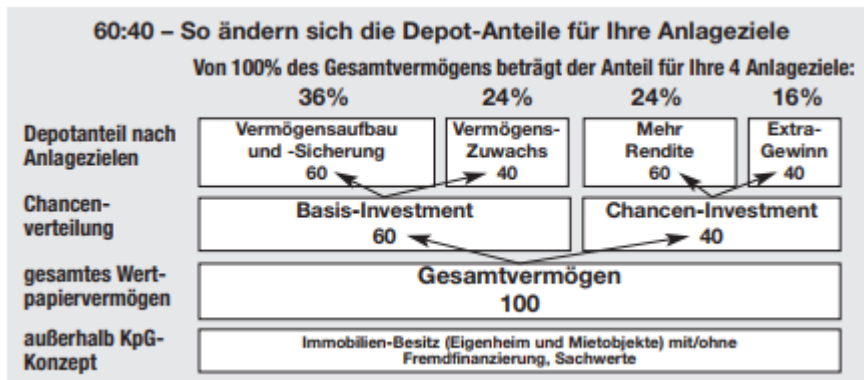 60:40 – So ändern sich die Depot-Anteile für Ihre Anlageziele
Von 100% des Gesamtvermögens beträgt der Anteil für Ihre 4 Anlageziele:
36% 24% 24% 16%
Depotanteil nach
Anlagezielen
Vermögensaufbau
und -Sicherung
60
Vermögens-
Zuwachs
40
Mehr
Rendite
60
Extra-
Gewinn
40
Chancen-
verteilung
Basis-Investment
60
Chancen-Investment
40
gesamtes Wert-
papiervermögen
Gesamtvermögen
100
außerhalb KpG-
Konzept
Immobilien-Besitz (Eigenheim und Mietobjekte) mit/ohne
Fremdfinanzierung, Sachwerte